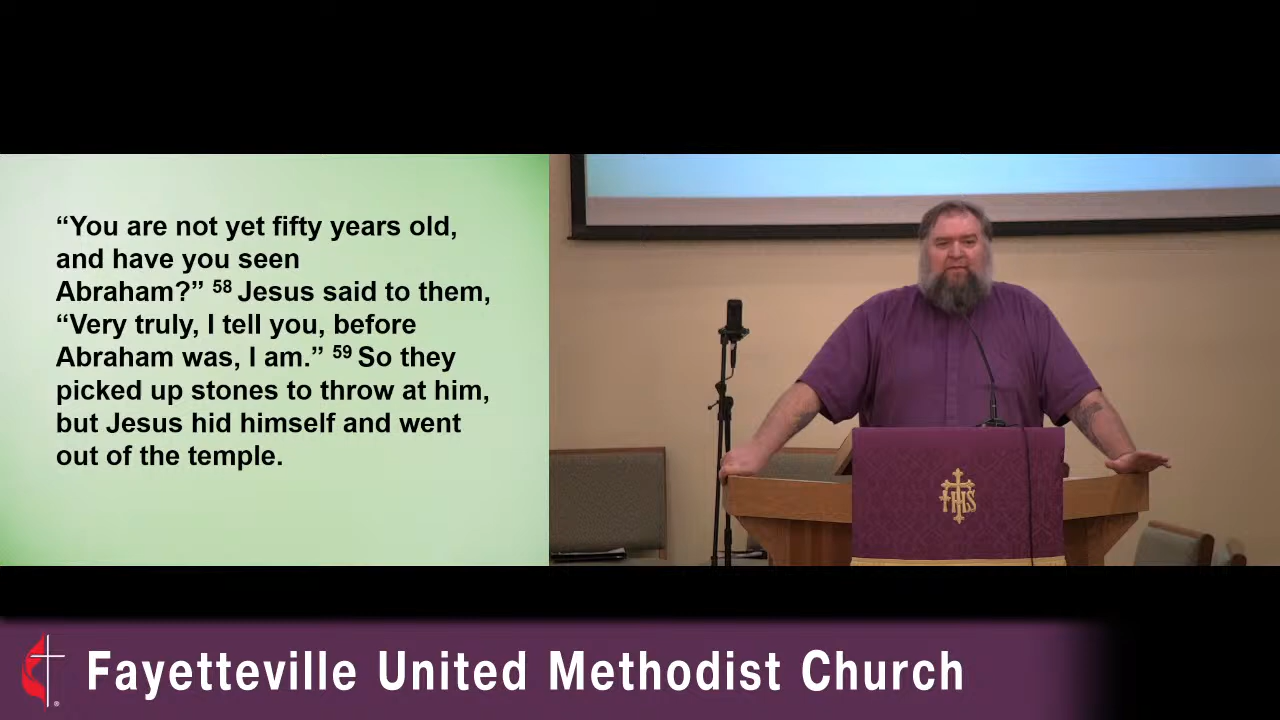 “You are not yet fifty years old,
and have you seen
Abraham?” 58 Jesus said to them,
“Very truly, I tell you, before
Abraham was, I am.” 59 So they
picked up stones to throw at him,
but Jesus hid himself and went
out of the temple.
IHS
Fayetteville United Methodist Church
®